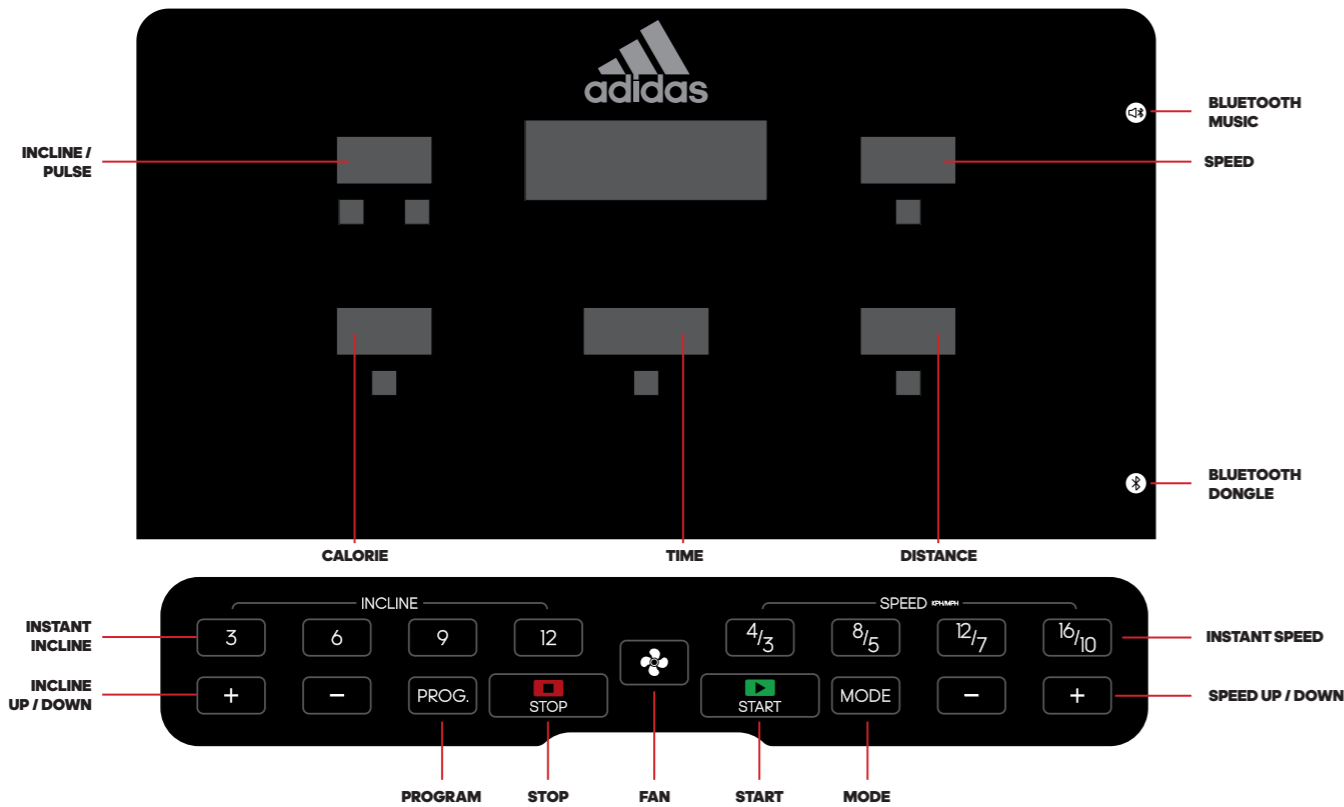 adidas
BLUETOOTH
MUSIC
INCLINE /
PULSE
SPEED
BLUETOOTH
DONGLE
CALORIE
TIME
DISTANCE
INCLINE
SPEED KPH/MPH
INSTANT
INCLINE
3
6
9
12
4/3
8/5
12/7
16/10
INSTANT SPEED
INCLINE
UP / DOWN
+
−
PROG.
STOP
START
MODE
−
+
SPEED UP / DOWN
PROGRAM
STOP
FAN
START
MODE